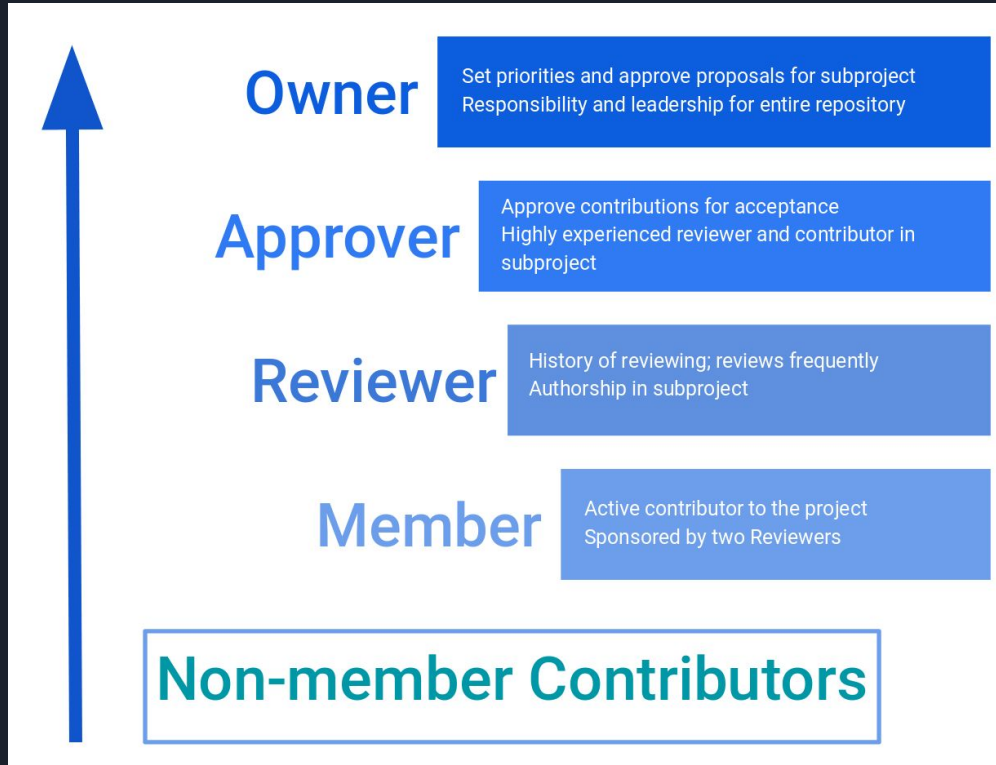 Owner
Set priorities and approve proposals for subproject
Responsibility and leadership for entire repository
Approver
Approve contributions for acceptance
Highly experienced reviewer and contributor in
subproject
Reviewer
History of reviewing; reviews frequently
Authorship in subproject
Member
Active contributor to the project
Sponsored by two Reviewers
Non-member Contributors